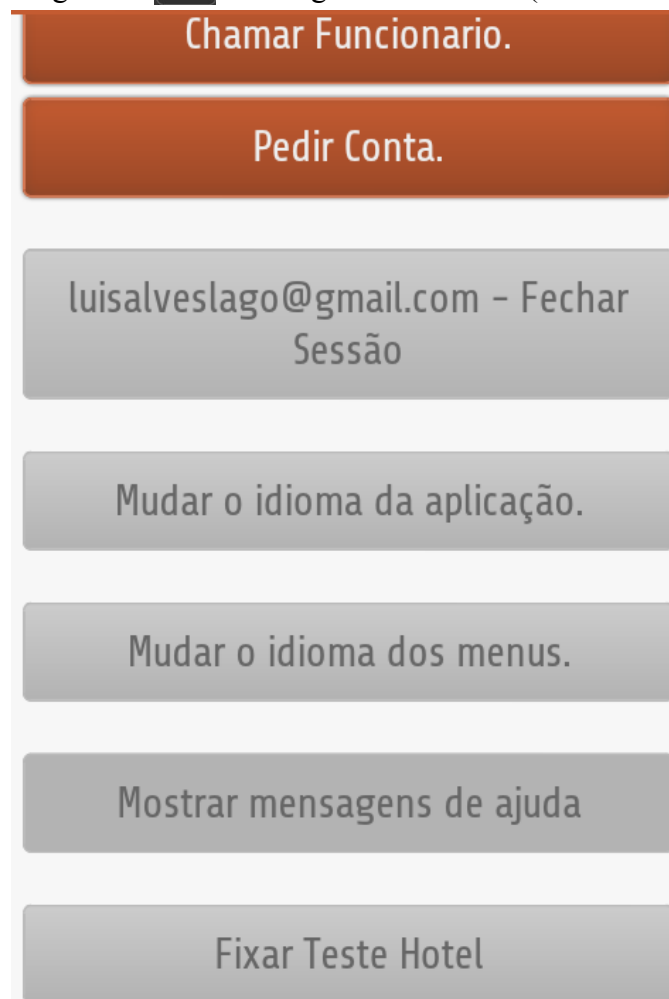 Chamar Funcionario.
Pedir Conta.
luisalveslago@gmail.com - Fechar
Sessão
Mudar o idioma da aplicação.
Mudar o idioma dos menus.
Mostrar mensagens de ajuda
Fixar Teste Hotel